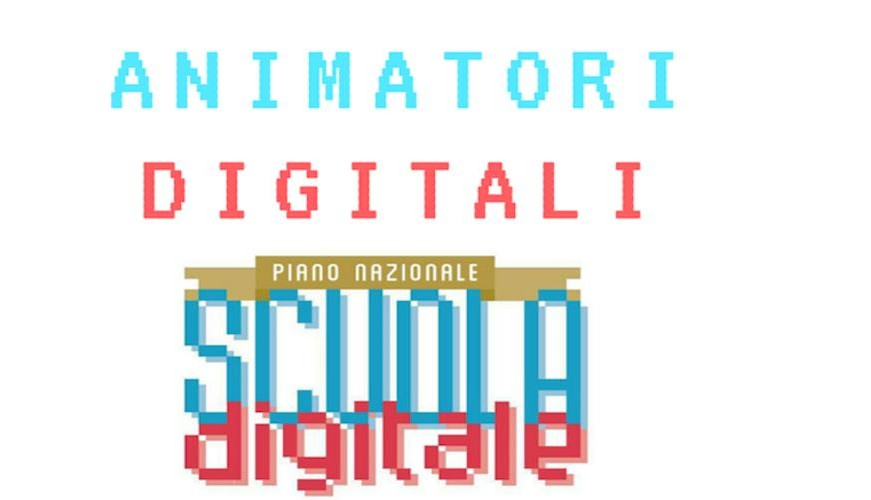 ANIMATORI
DIGITALI
PIANO NAZIONALE
SCUOLA
digitale